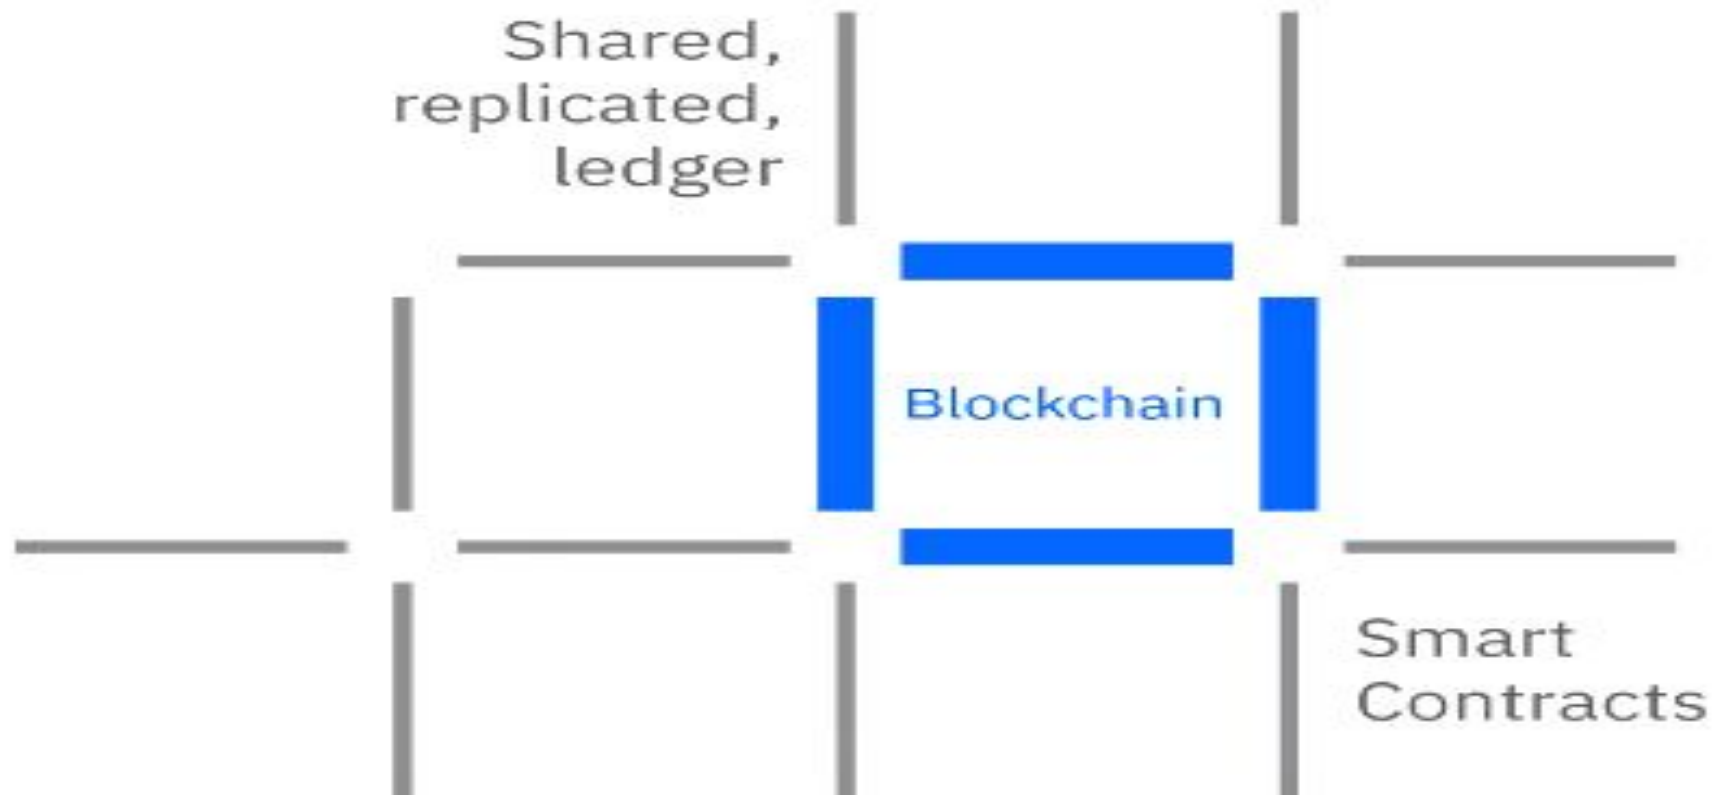 Shared,
replicated,
ledger
Blockchain
Smart
Contracts